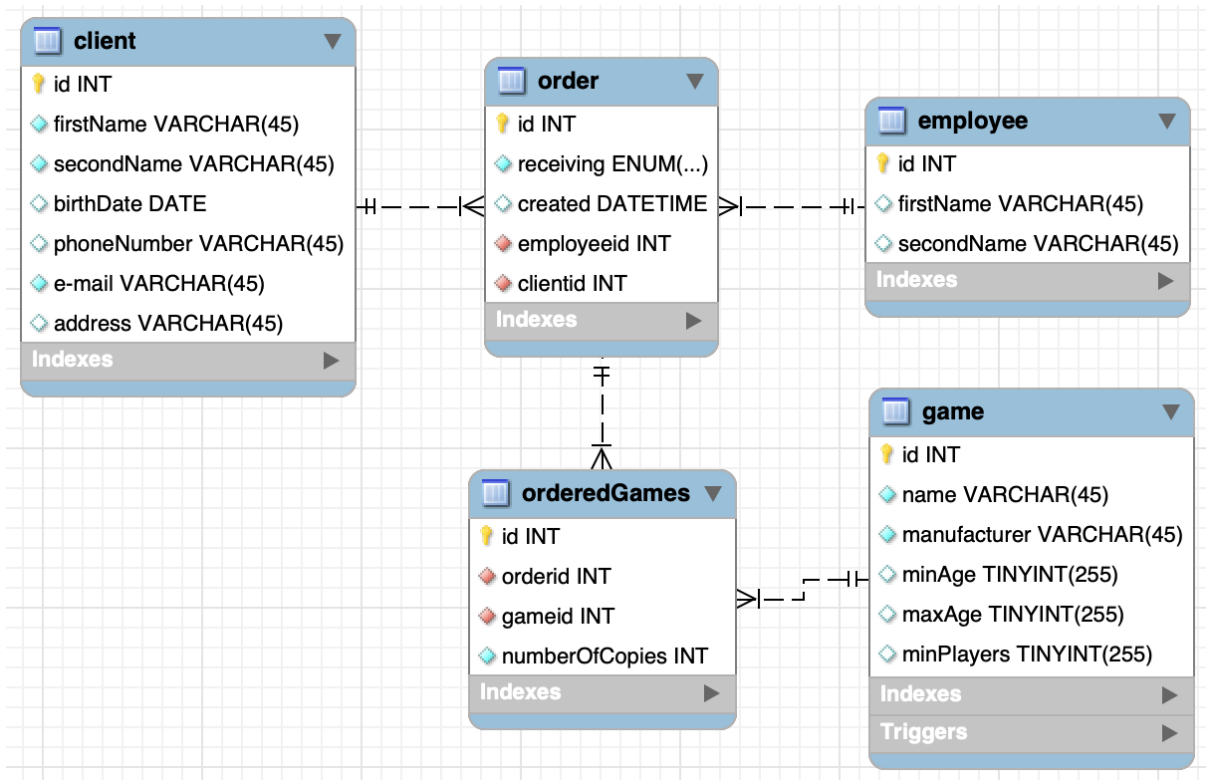 client
id INT
firstName VARCHAR(45)
secondName VARCHAR(45)
birthDate DATE
phoneNumber VARCHAR(45)
e-mail VARCHAR(45)
address VARCHAR(45)
Indexes
order
id INT
receiving ENUM(...)
created DATETIME
employeeid INT
clientid INT
Indexes
employee
id INT
firstName VARCHAR(45)
secondName VARCHAR(45)
Indexes
orderedGames
id INT
orderid INT
gameid INT
numberOfCopies INT
Indexes
game
id INT
name VARCHAR(45)
manufacturer VARCHAR(45)
minAge TINYINT(255)
maxAge TINYINT(255)
minPlayers TINYINT(255)
Indexes
Triggers